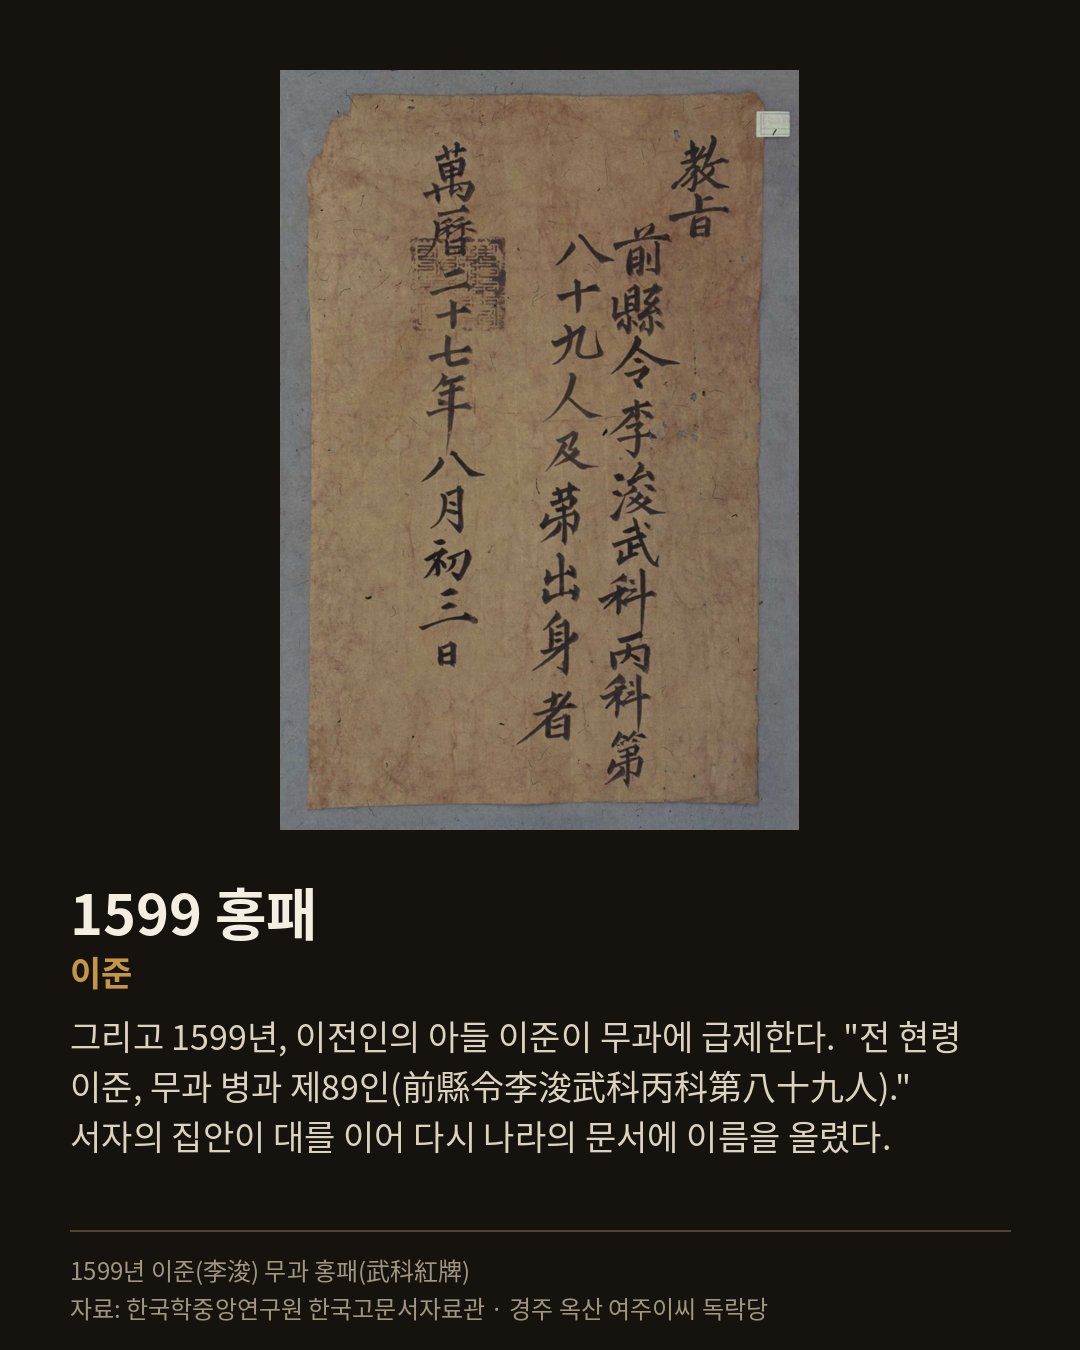 教旨
前縣令李浚武科丙科第
八十九人及苐出身者
萬曆二十七年八月初三日
1599 홍패
이준
그리고 1599년, 이전인의 아들 이준이 무과에 급제한다. "전 현령
이준, 무과 병과 제89인(前縣令李浚武科丙科第八十九人)."
서자의 집안이 대를 이어 다시 나라의 문서에 이름을 올렸다.
1599년 이준(李浚) 무과 홍패(武科紅牌)
자료: 한국학중앙연구원 한국고문서자료관 · 경주 옥산 여주이씨 독락당